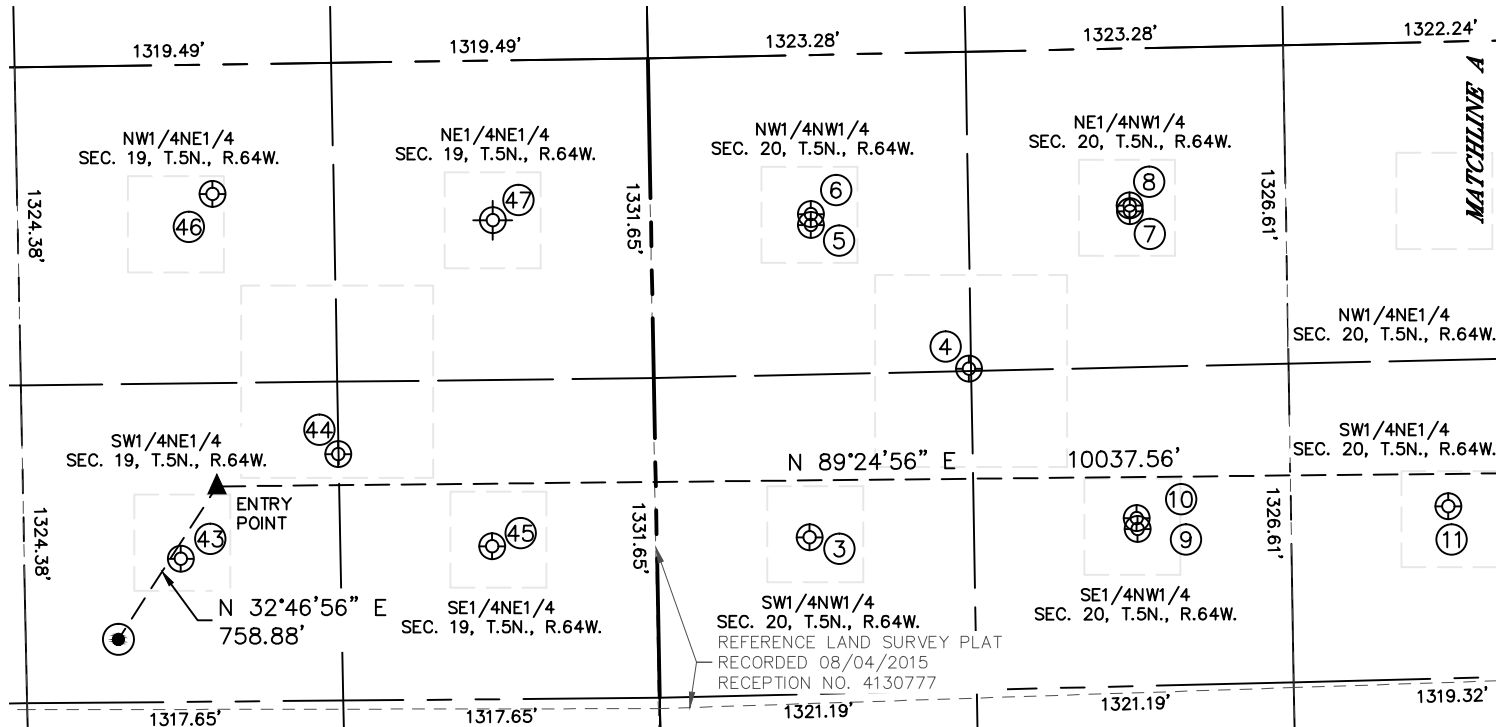 1319.49'
1319.49'
1323.28'
1323.28'
1322.24'
MATCHLINE A
NW1/4NE1/4
SEC. 19, T.5N., R.64W.
NE1/4NE1/4
SEC. 19, T.5N., R.64W.
NW1/4NW1/4
SEC. 20, T.5N., R.64W.
NE1/4NW1/4
SEC. 20, T.5N., R.64W.
1324.38'
46
47
1331.65'
6
5
8
7
1326.61'
NW1/4NE1/4
SEC. 20, T.5N., R.64W.
4
44
SW1/4NE1/4
SEC. 19, T.5N., R.64W.
N 89°24'56" E 10037.56'
SW1/4NE1/4
SEC. 20, T.5N., R.64W.
ENTRY
POINT
1324.38'
43
45
1331.65'
3
10
9
1326.61'
11
N 32°46'56" E
758.88'
SE1/4NE1/4
SEC. 19, T.5N., R.64W.
SW1/4NW1/4
SEC. 20, T.5N., R.64W.
SE1/4NW1/4
SEC. 20, T.5N., R.64W.
REFERENCE LAND SURVEY PLAT
RECORDED 08/04/2015
RECEPTION NO. 4130777
1317.65'
1317.65'
1321.19'
1321.19'
1319.32'